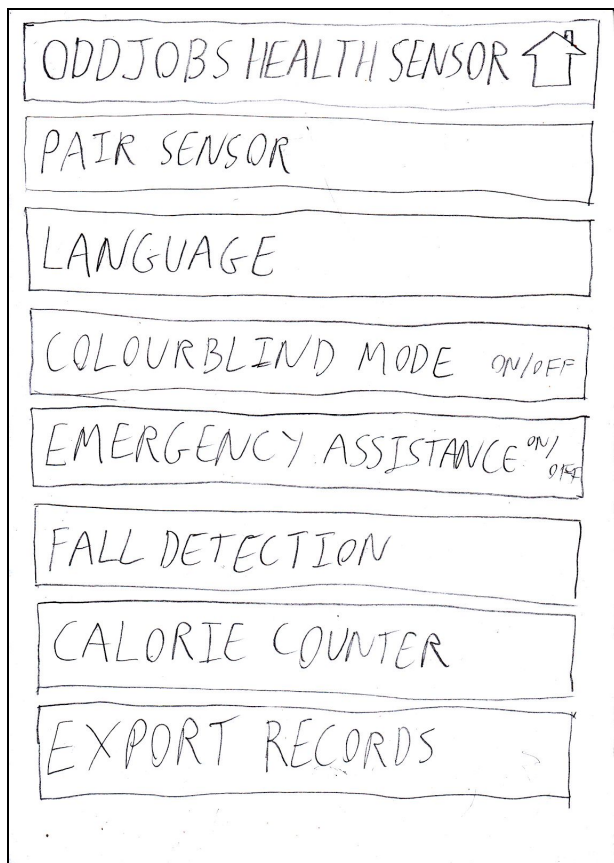 ODDJOBS HEALTH SENSOR
PAIR SENSOR
LANGUAGE
COLOURBLIND MODE ON/OFF
EMERGENCY ASSISTANCE ON/
OFF
FALL DETECTION
CALORIE COUNTER
EXPORT RECORDS